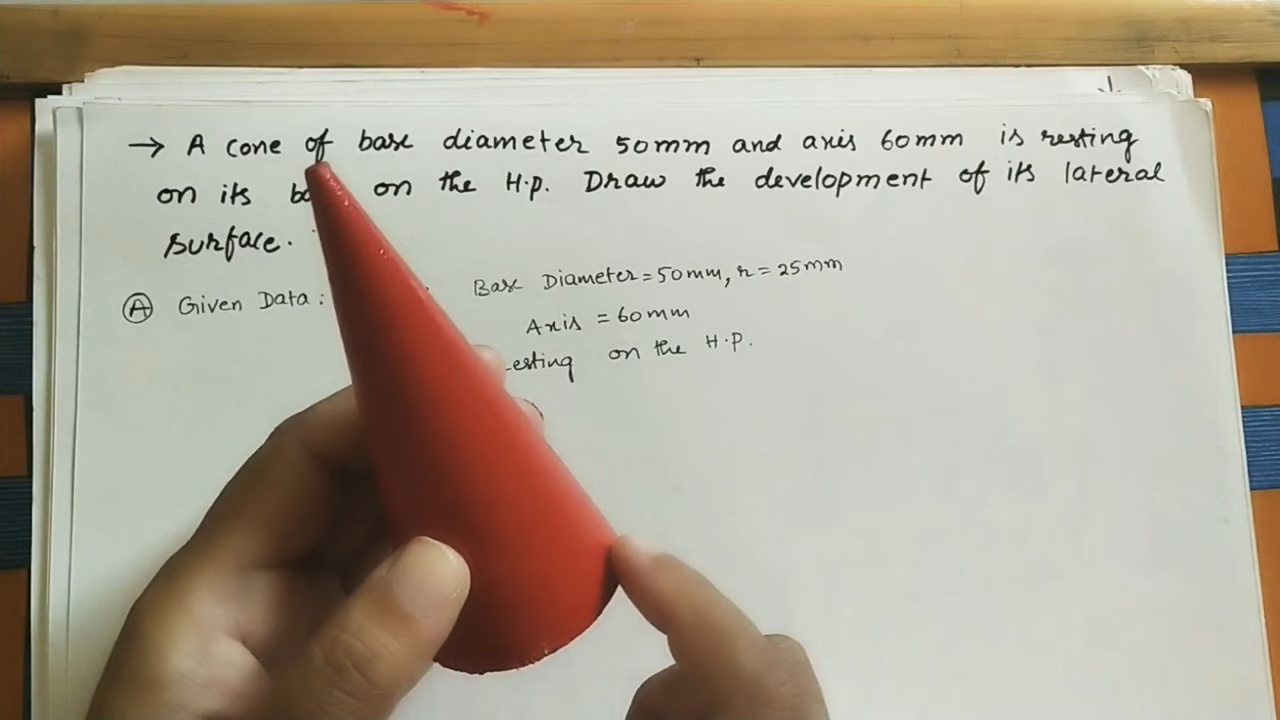 → A cone of base diameter 50mm and axis 60mm is resting
on its on the H.P. Draw the development of its lateral
surface.
Ⓐ Given Data: Base Diameter = 50mm, r = 25mm
Axis = 60mm
esting on the H.P.